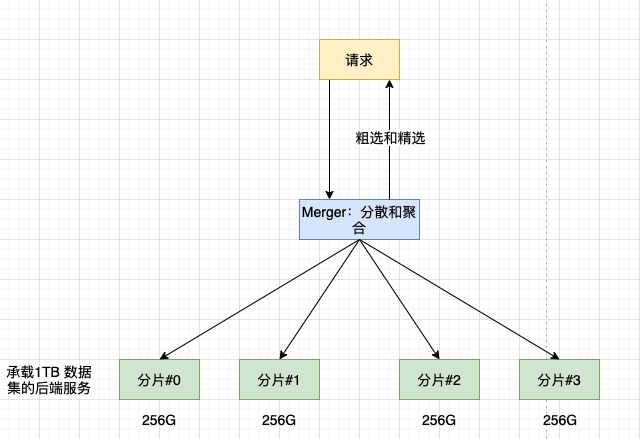 请求
粗选和精选
Merger：分散和聚
合
承载1TB 数据
集的后端服务
分片#0
分片#1
分片#2
分片#3
256G
256G
256G
256G